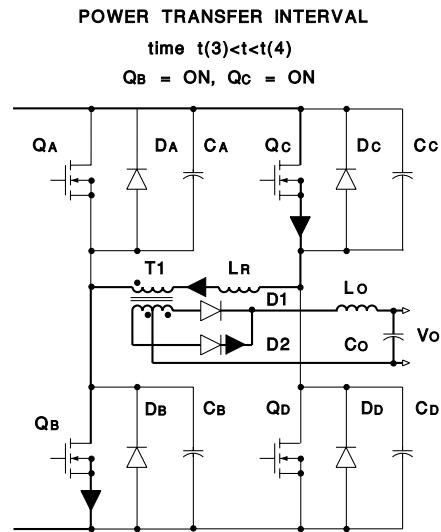 POWER TRANSFER INTERVAL
time t(3)<t<t(4)
QB = ON, QC = ON
QA DA CA QC DC CC
T1 LR
D1 LO
D2 CO VO
QB DB CB QD DD CD